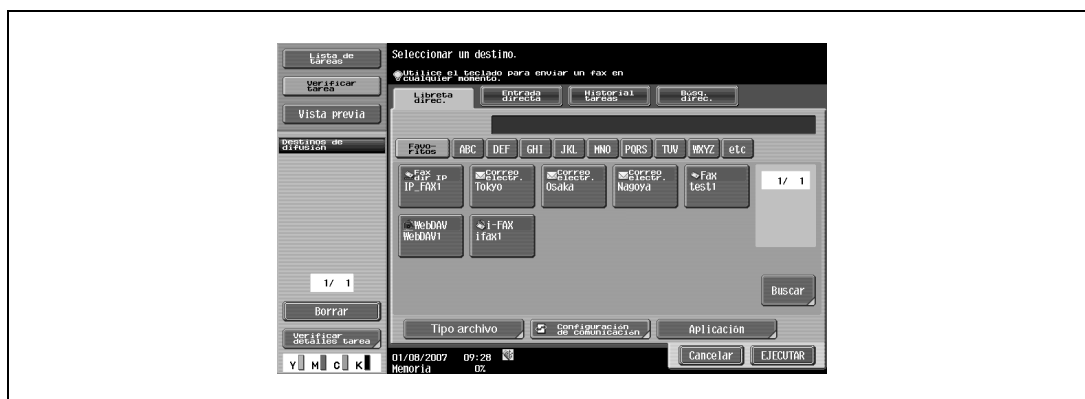 Lista de
tareas
Verificar
tarea
Vista previa
Destinos de
difusión
1/ 1
Borrar
Verificar
detalles tarea
Y M C K
Seleccionar un destino.
Utilice el teclado para enviar un fax en
cualquier momento.
Libreta
direc.
Entrada
directa
Historial
tareas
Búsq.
direc.
Favo-
ritos
ABC DEF GHI JKL MNO PQRS TUV WXYZ etc
Fax
dir IP
IP_FAX1
Correo
electr.
Tokyo
Correo
electr.
Osaka
Correo
electr.
Nagoya
Fax
test1
1/ 1
WebDAV
WebDAV1
i-FAX
ifax1
Buscar
Tipo archivo
Configuración
de comunicación
Aplicación
01/08/2007 09:28
Memoria 0%
Cancelar
EJECUTAR